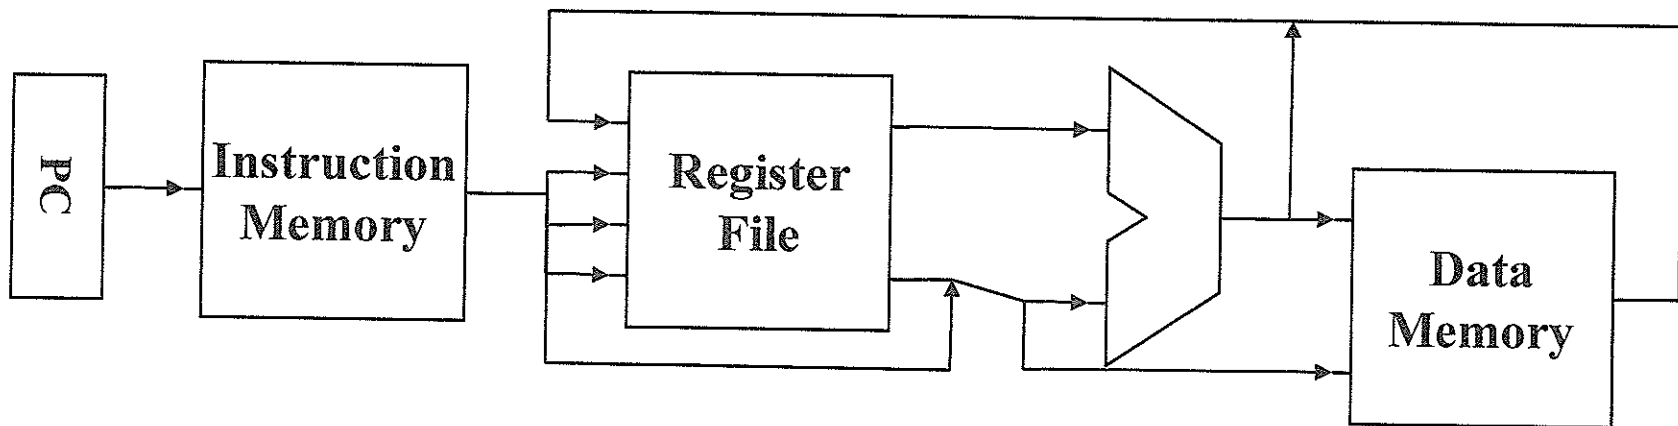 PC
Instruction
Memory
Register
File
Data
Memory